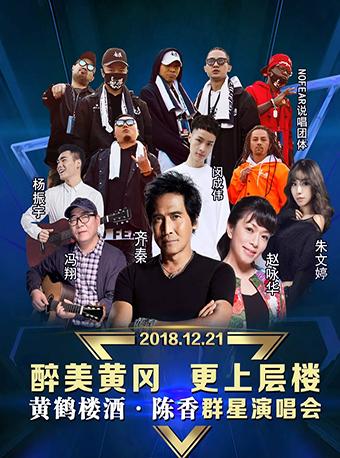 NOFEAR说唱团体
杨振宇
闵成伟
朱文婷
冯翔
齐秦
赵咏华
2018.12.21
醉美黄冈 更上层楼
黄鹤楼酒·陈香群星演唱会